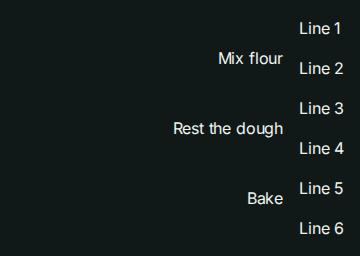 Line 1
Mix flour
Line 2
Line 3
Rest the dough
Line 4
Line 5
Bake
Line 6